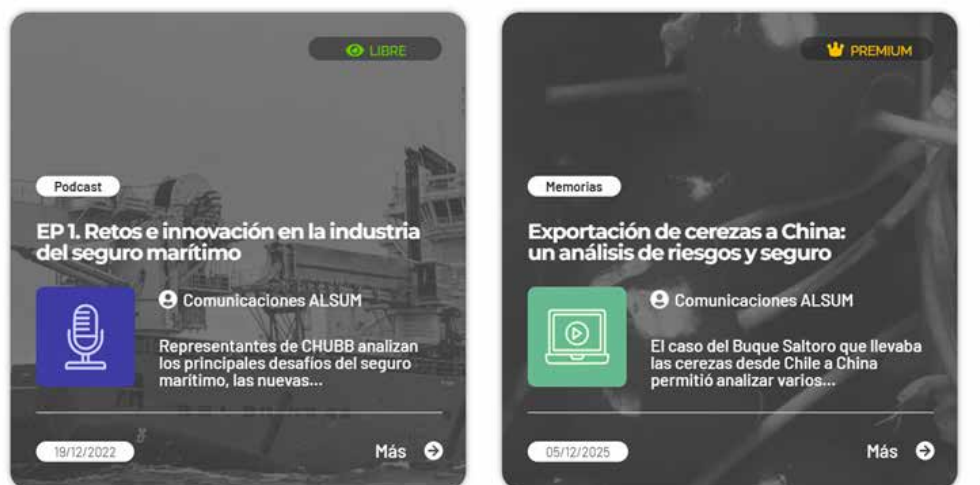 LIBRE
Podcast
EP 1. Retos e innovación en la industria
del seguro marítimo
Comunicaciones ALSUM
Representantes de CHUBB analizan
los principales desafíos del seguro
marítimo, las nuevas...
19/12/2022
Más
PREMIUM
Memorias
Exportación de cerezas a China:
un análisis de riesgos y seguro
Comunicaciones ALSUM
El caso del Buque Saltoro que llevaba
las cerezas desde Chile a China
permitió analizar varios...
05/12/2025
Más